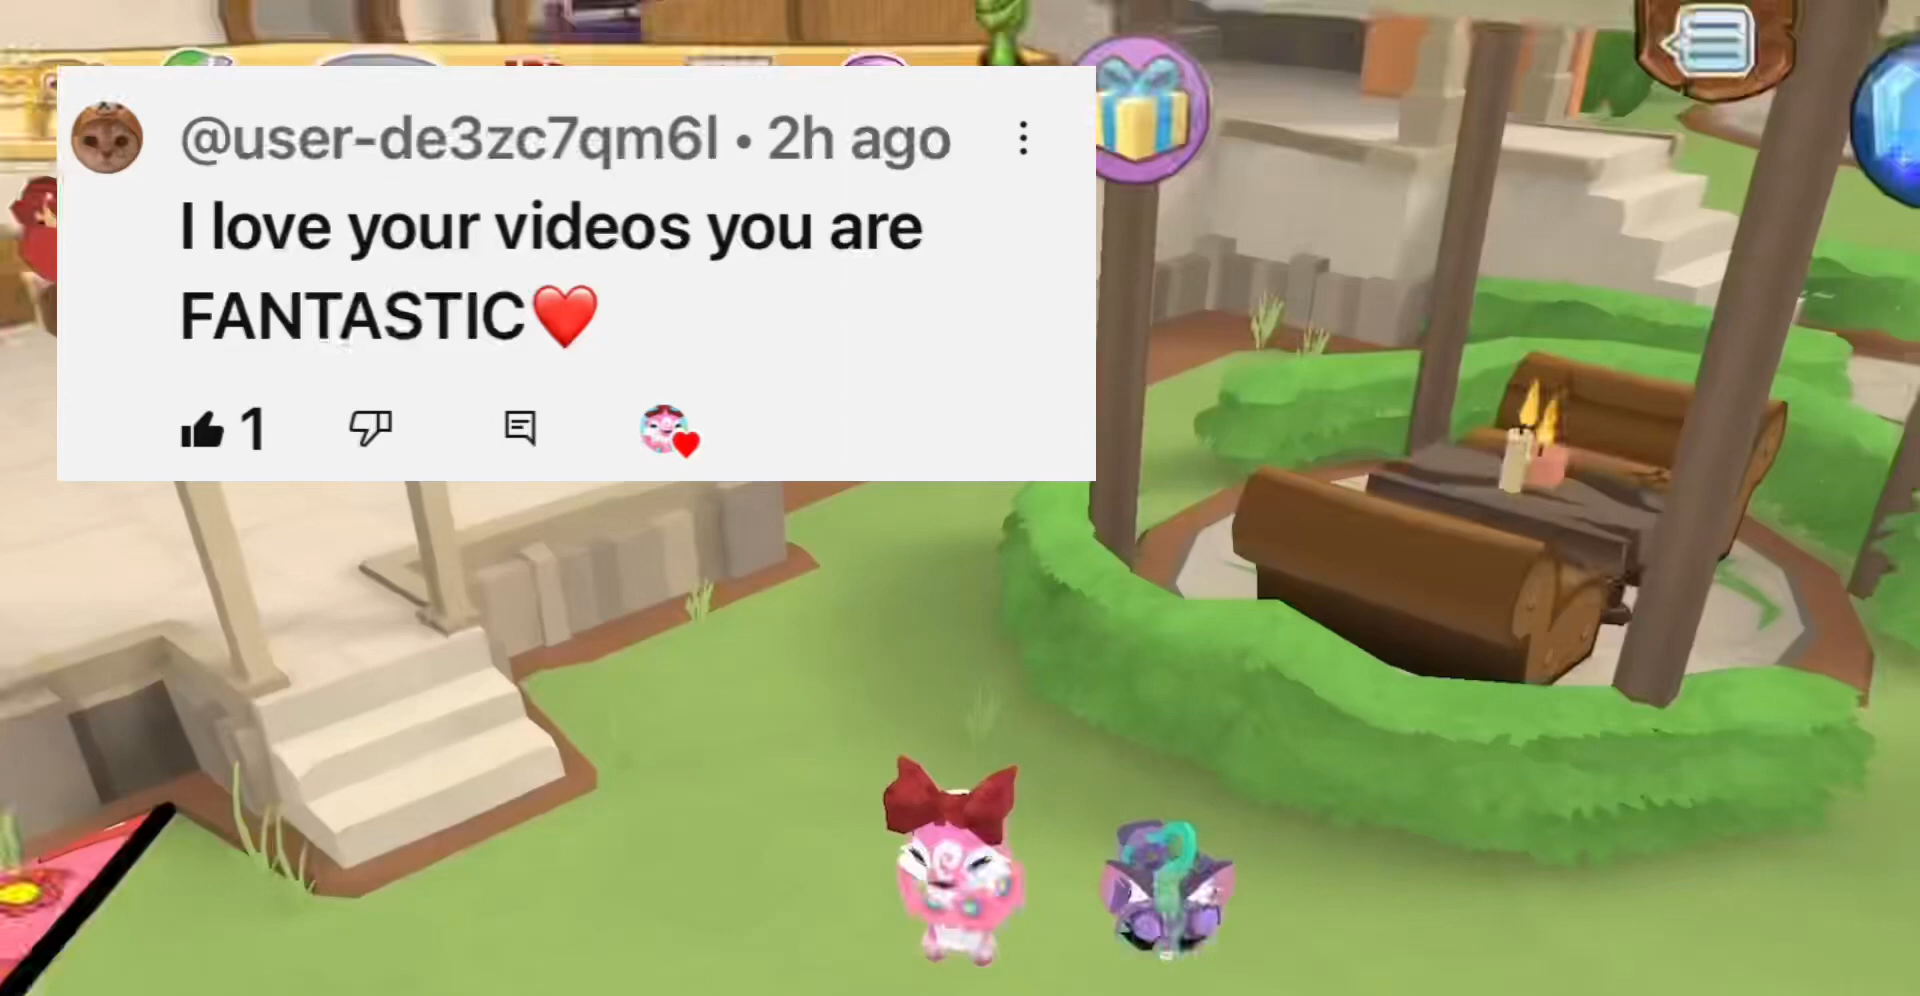 @user-de3zc7qm6l • 2h ago
I love your videos you are
FANTASTIC❤️
1